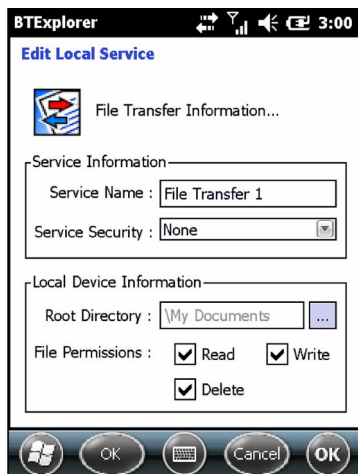 BTExplorer 3:00
Edit Local Service
File Transfer Information...
Service Information
Service Name : File Transfer 1
Service Security : None
Local Device Information
Root Directory : \My Documents ...
File Permissions : Read Write
Delete
OK Cancel OK